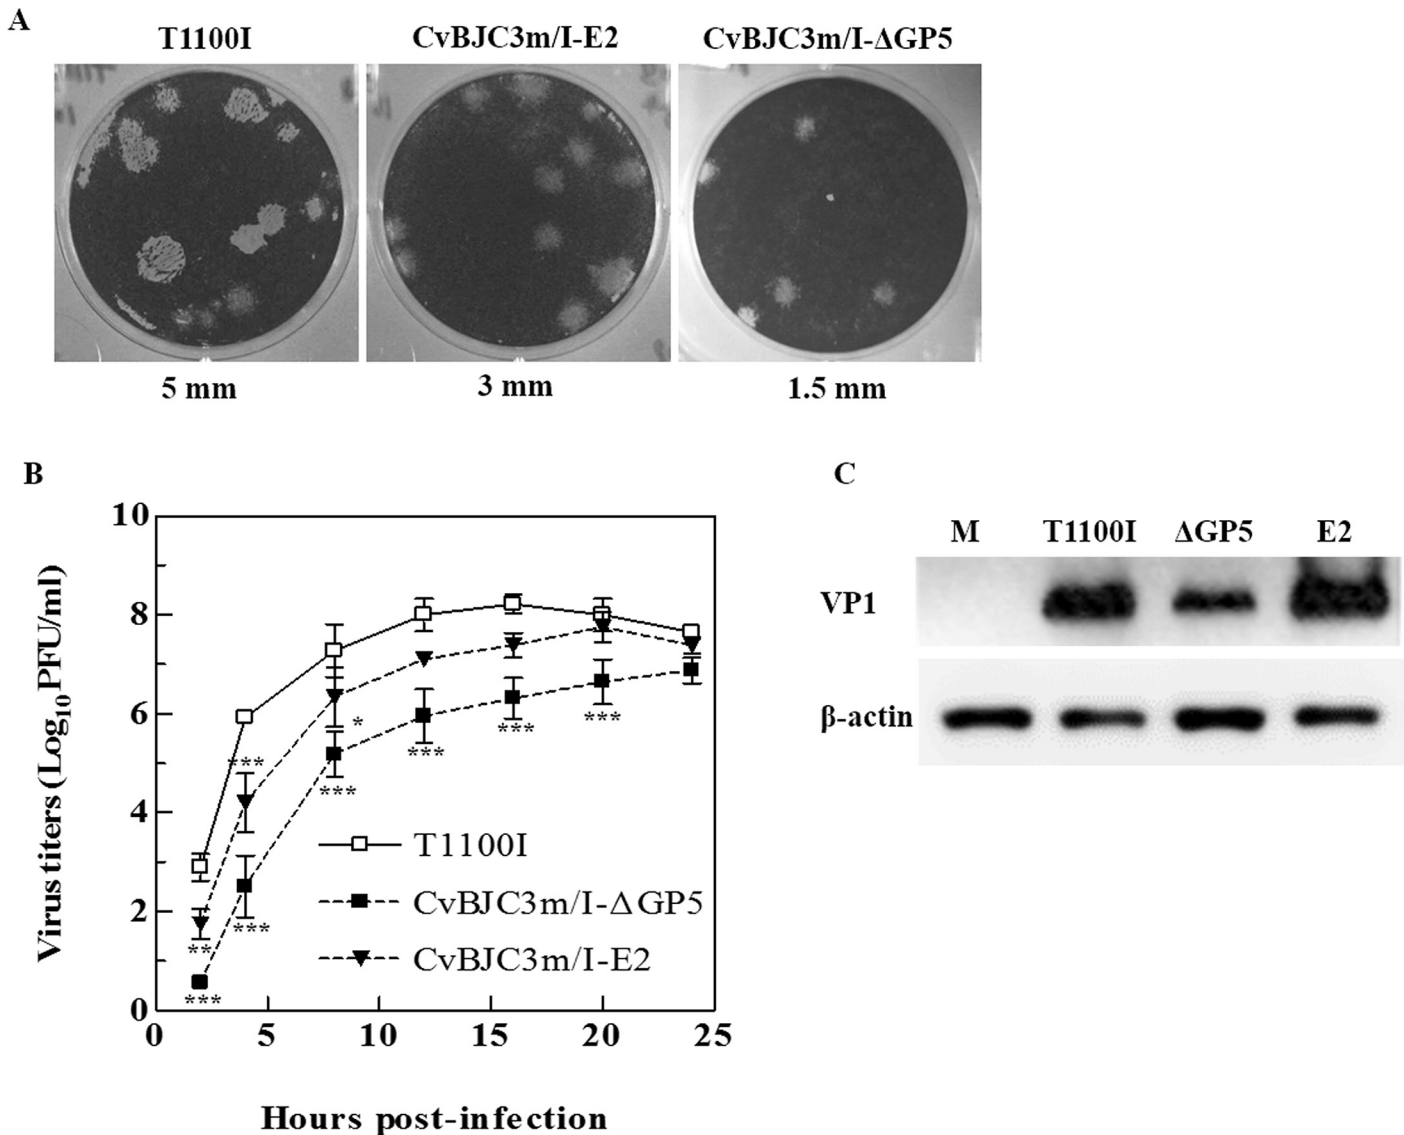 A
T1100I CvBJC3m/I-E2 CvBJC3m/I-ΔGP5
5 mm 3 mm 1.5 mm
B
Virus titers (Log10PFU/ml)
10
8
6
4
2
0
0 5 10 15 20 25
Hours post-infection
*** * *** *** *** ***
** *** ***
T1100I
CvBJC3m/I-ΔGP5
CvBJC3m/I-E2
C
M T1100I ΔGP5 E2
VP1
β-actin